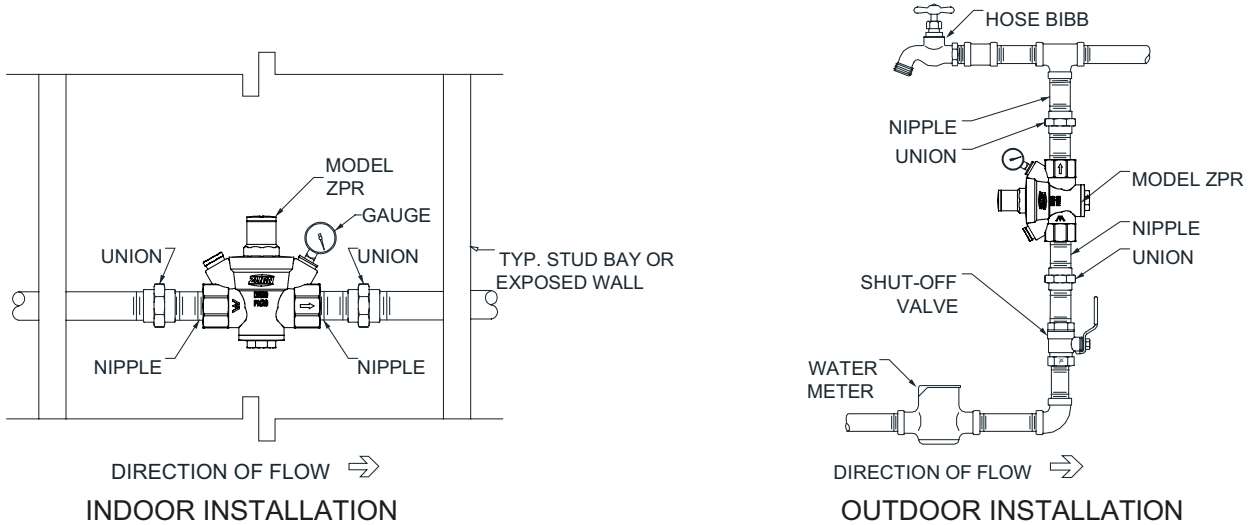 MODEL
ZPR
GAUGE
UNION
UNION
TYP. STUD BAY OR
EXPOSED WALL
NIPPLE
NIPPLE
DIRECTION OF FLOW
INDOOR INSTALLATION
HOSE BIBB
NIPPLE
UNION
MODEL ZPR
NIPPLE
UNION
SHUT-OFF
VALVE
WATER
METER
DIRECTION OF FLOW
OUTDOOR INSTALLATION